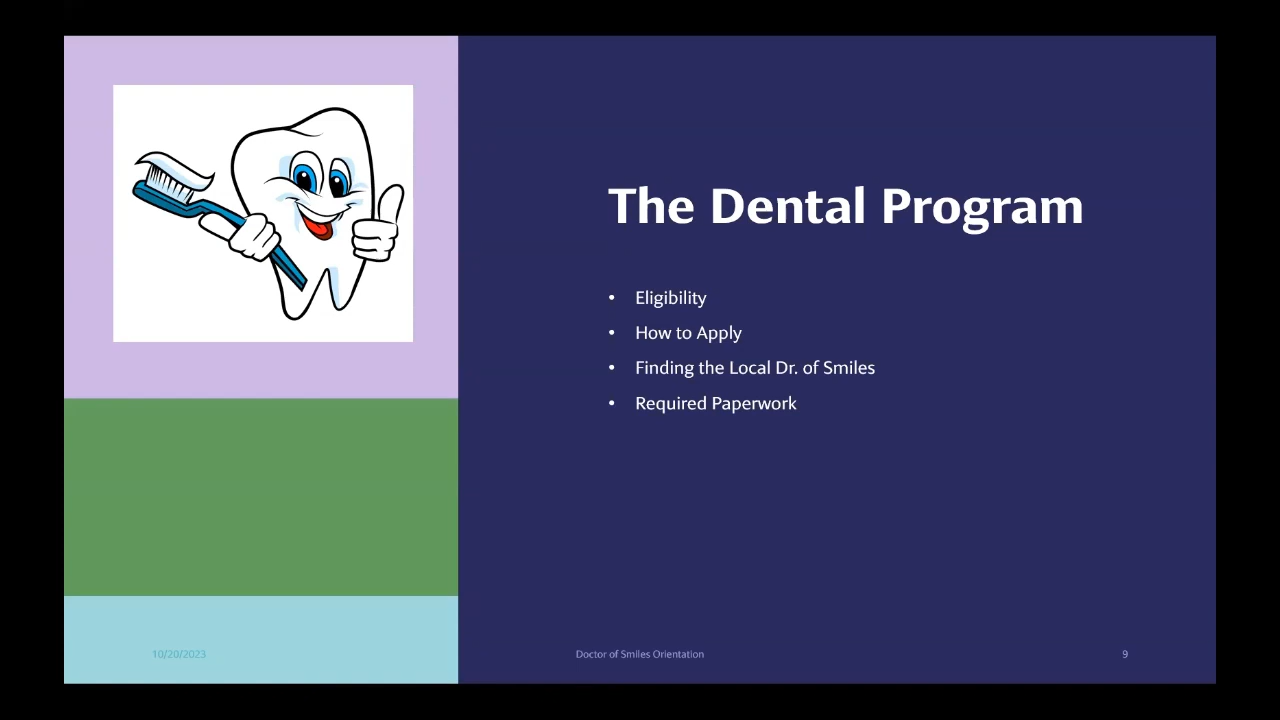 The Dental Program
• Eligibility
• How to Apply
• Finding the Local Dr. of Smiles
• Required Paperwork
10/20/2023
Doctor of Smiles Orientation
9